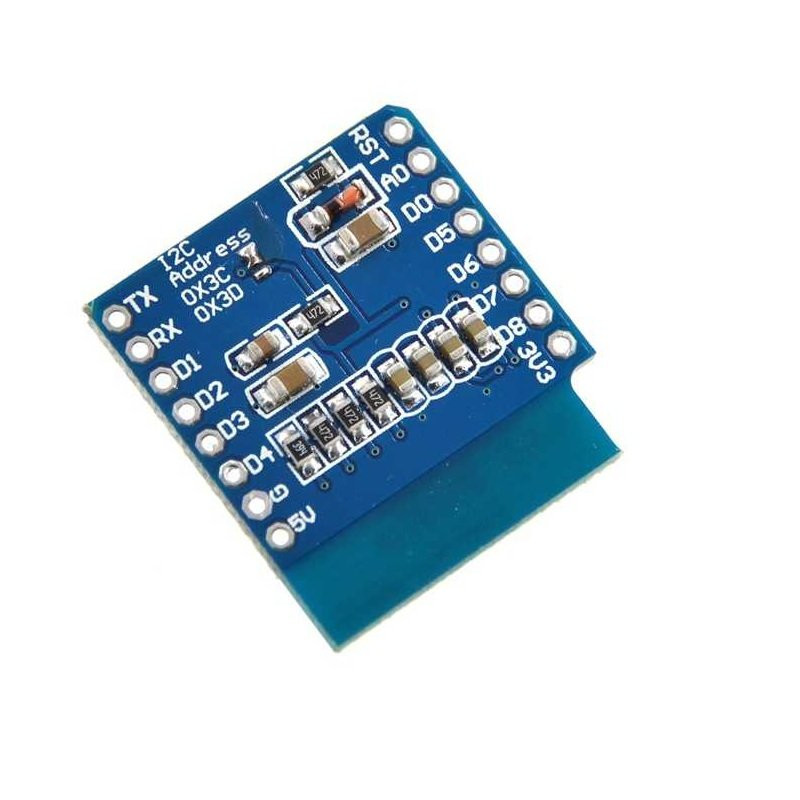 RST
A0
D0
D5
D6
D7
D8
3V3
I2C
Address
0X3C
0X3D
TX
RX
D1
D2
D3
D4
G
5V
472
472
472
472
472
394